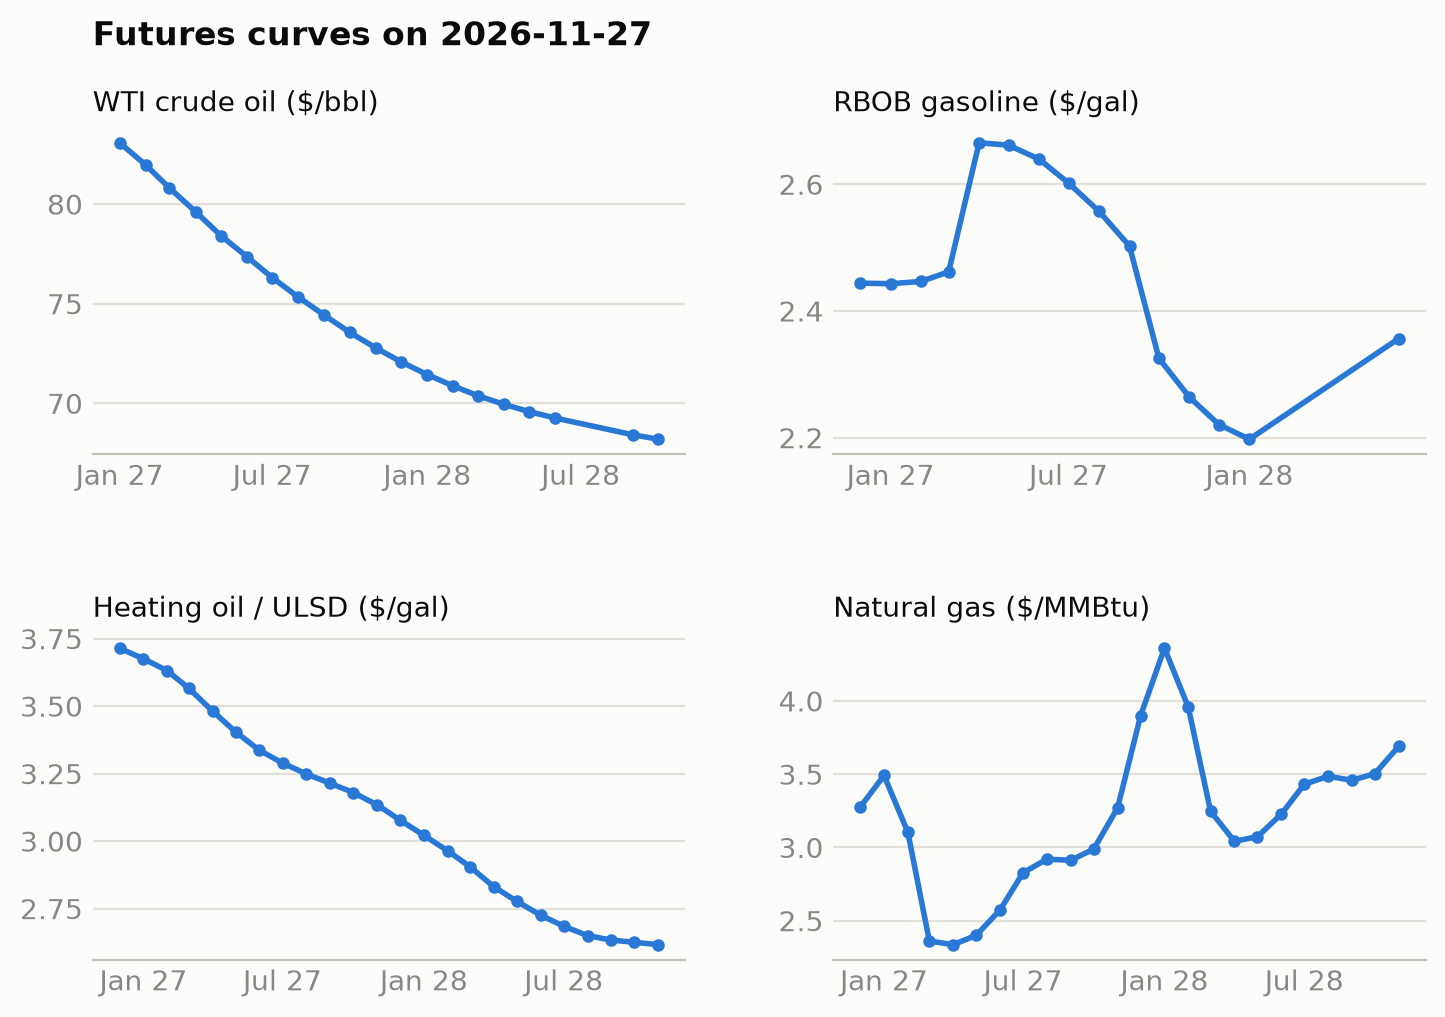 Futures curves on 2026-11-27
WTI crude oil ($/bbl)
80
75
70
Jan 27 Jul 27 Jan 28 Jul 28
RBOB gasoline ($/gal)
2.6
2.4
2.2
Jan 27 Jul 27 Jan 28
Heating oil / ULSD ($/gal)
3.75
3.50
3.25
3.00
2.75
Jan 27 Jul 27 Jan 28 Jul 28
Natural gas ($/MMBtu)
4.0
3.5
3.0
2.5
Jan 27 Jul 27 Jan 28 Jul 28